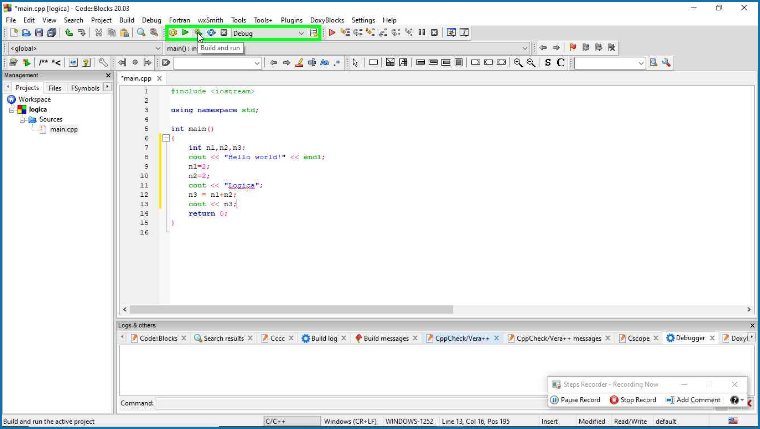 *main.cpp [logica] - Code::Blocks 20.03
File Edit View Search Project Build Debug Fortran wxSmith Tools Tools+ Plugins DoxyBlocks Settings Help
Debug
<global> main() : in
Build and run
/** *<
Aa .*
S C
Management
Projects Files FSymbols
*main.cpp
Workspace
logica
Sources
main.cpp
1 #include <iostream>
2
3 using namespace std;
4
5 int main()
6 {
7 int n1,n2,n3;
8 cout << "Hello world!" << endl;
9 n1=2;
10 n2=2;
11 cout << "Logica";
12 n3 = n1+n2;
13 cout << n3;
14 return 0;
15 }
16
Logs & others
Code::Blocks Search results Cccc Build log Build messages CppCheck/Vera++ CppCheck/Vera++ messages Cscope Debugger DoxyB
Command:
Steps Recorder - Recording Now
Pause Record Stop Record Add Comment
Build and run the active project C/C++ Windows (CR+LF) WINDOWS-1252 Line 13, Col 16, Pos 195 Insert Modified Read/Write default